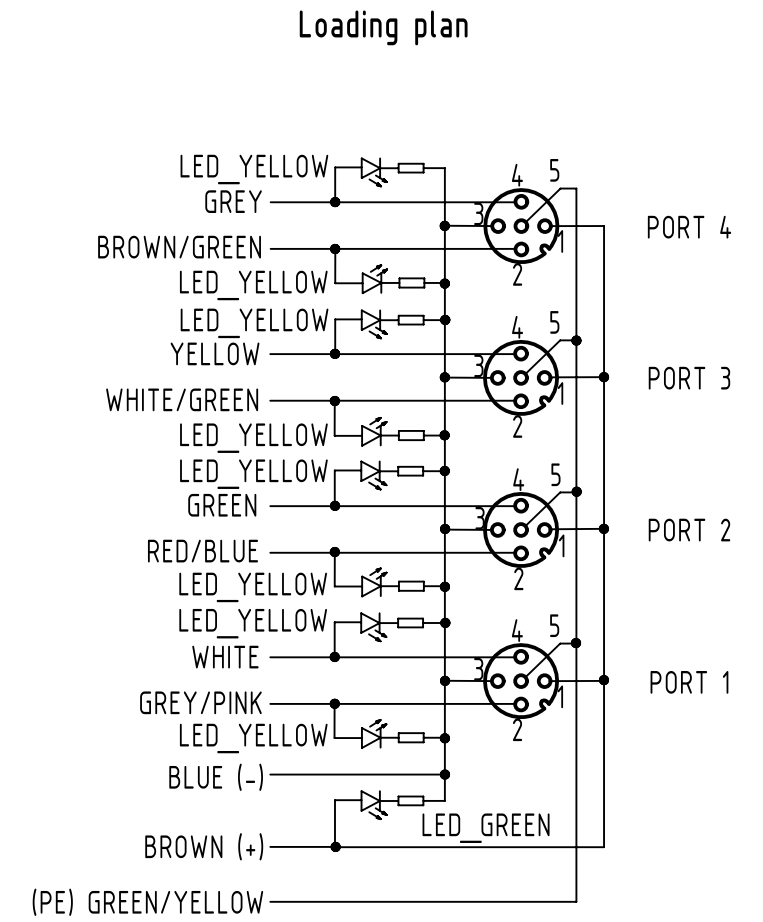 Loading plan
LED_YELLOW
4 5
GREY
3
PORT 4
BROWN/GREEN
1
2
LED_YELLOW
LED_YELLOW
4 5
YELLOW
3
PORT 3
WHITE/GREEN
1
2
LED_YELLOW
LED_YELLOW
4 5
GREEN
3
PORT 2
RED/BLUE
1
2
LED_YELLOW
LED_YELLOW
4 5
WHITE
3
PORT 1
GREY/PINK
1
2
LED_YELLOW
BLUE (-)
LED_GREEN
BROWN (+)
(PE) GREEN/YELLOW